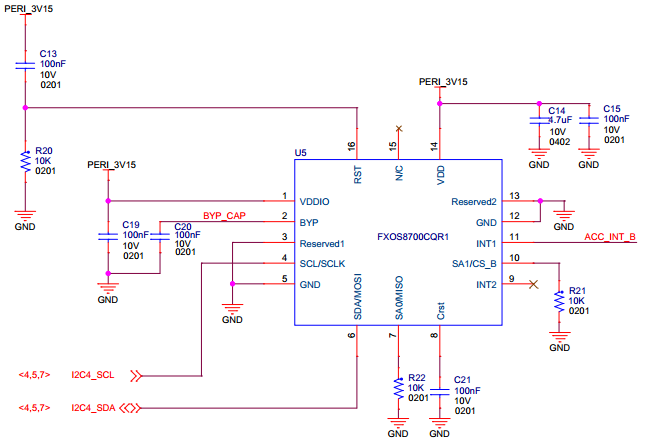 PERI_3V15
C13
100nF
10V
0201
R20
10K
0201
GND
PERI_3V15
C19
100nF
10V
0201
C20
100nF
10V
0201
GND
BYP_CAP
GND
PERI_3V15
C14
4.7uF
10V
0402
GND
C15
100nF
10V
0201
GND
U5
16
15
14
RST
N/C
VDD
1
VDDIO
2
BYP
3
Reserved1
4
SCL/SCLK
5
GND
FXOS8700CQR1
Reserved2
13
GND
12
INT1
11
SA1/CS_B
10
INT2
9
SDA/MOSI
SA0/MISO
Crst
6
7
8
GND
ACC_INT_B
R21
10K
0201
GND
R22
10K
0201
GND
C21
100nF
10V
0201
GND
<4,5,7> I2C4_SCL
<4,5,7> I2C4_SDA